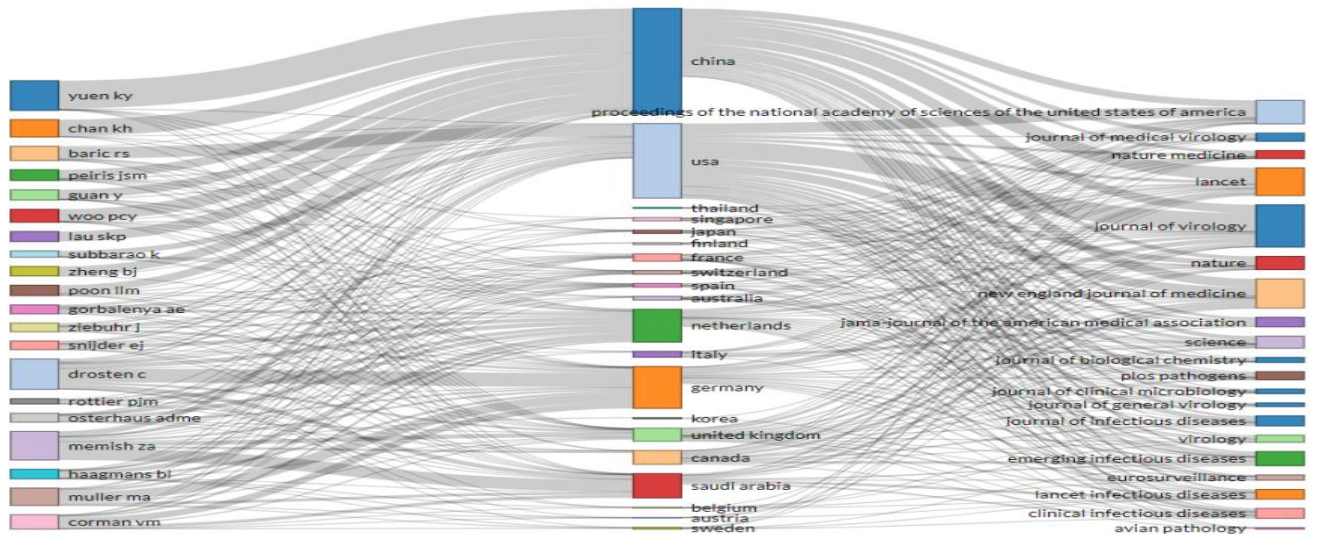 yuen ky
chan kh
baric rs
peiris jsm
guan y
woo pcy
lau skp
subbarao k
zheng bj
poon llm
gorbalenya ae
ziebuhr j
snijder ej
drosten c
rottier pjm
osterhaus adme
memish za
haagmans bl
muller ma
corman vm
china
usa
thailand
singapore
japan
finland
france
switzerland
spain
australia
netherlands
italy
germany
korea
united kingdom
canada
saudi arabia
belgium
austria
sweden
proceedings of the national academy of sciences of the united states of america
journal of medical virology
nature medicine
lancet
journal of virology
nature
new england journal of medicine
jama-journal of the american medical association
science
journal of biological chemistry
plos pathogens
journal of clinical microbiology
journal of general virology
journal of infectious diseases
virology
emerging infectious diseases
eurosurveillance
lancet infectious diseases
clinical infectious diseases
avian pathology